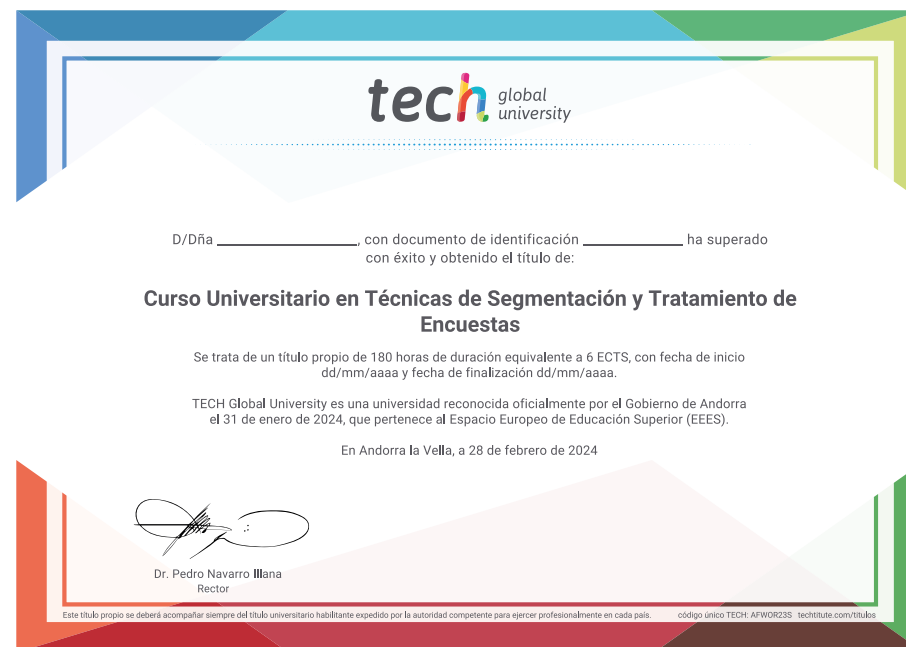 tech global university
D/Dña ____________________, con documento de identificación ______________ ha superado
con éxito y obtenido el título de:
Curso Universitario en Técnicas de Segmentación y Tratamiento de
Encuestas
Se trata de un título propio de 180 horas de duración equivalente a 6 ECTS, con fecha de inicio
dd/mm/aaaa y fecha de finalización dd/mm/aaaa.
TECH Global University es una universidad reconocida oficialmente por el Gobierno de Andorra
el 31 de enero de 2024, que pertenece al Espacio Europeo de Educación Superior (EEES).
En Andorra la Vella, a 28 de febrero de 2024
Dr. Pedro Navarro Illana
Rector
Este título propio se deberá acompañar siempre del título universitario habilitante expedido por la autoridad competente para ejercer profesionalmente en cada país. código único TECH: AFWOR23S techtitute.com/titulos